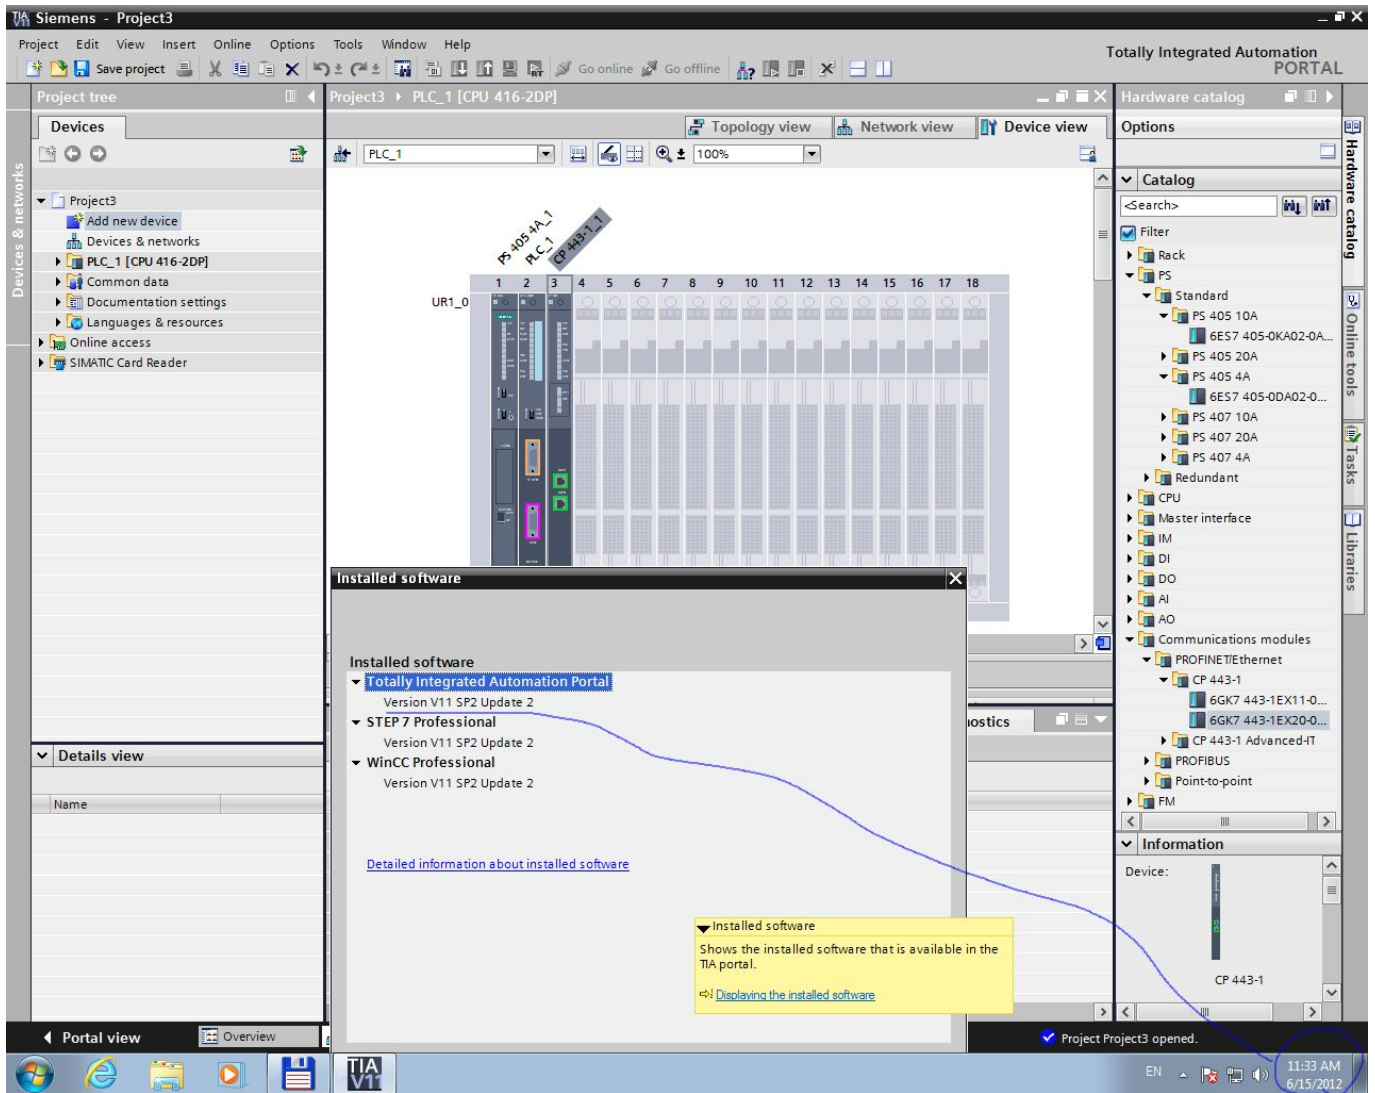 Siemens - Project3
Project Edit View Insert Online Options Tools Window Help
Save project
Go online
Go offline
Totally Integrated Automation
PORTAL
Project tree
Project3 PLC_1 [CPU 416-2DP]
Hardware catalog
Devices
Topology view
Network view
Device view
Options
PLC_1
100%
Devices & networks
Project3
Add new device
Devices & networks
PLC_1 [CPU 416-2DP]
Common data
Documentation settings
Languages & resources
Online access
SIMATIC Card Reader
PS 405 4A_1
PLC_1
CP 443-1_1
1 2 3 4 5 6 7 8 9 10 11 12 13 14 15 16 17 18
UR1_0
Catalog
<Search>
Filter
Rack
PS
Standard
PS 405 10A
6ES7 405-0KA02-0A...
PS 405 20A
PS 405 4A
6ES7 405-0DA02-0...
PS 407 10A
PS 407 20A
PS 407 4A
Redundant
CPU
Master interface
IM
DI
DO
AI
AO
Communications modules
PROFINET/Ethernet
CP 443-1
6GK7 443-1EX11-0...
6GK7 443-1EX20-0...
CP 443-1 Advanced-IT
PROFIBUS
Point-to-point
FM
Hardware catalog
Online tools
Tasks
Libraries
Information
Device:
CP 443-1
Installed software
Installed software
Totally Integrated Automation Portal
Version V11 SP2 Update 2
STEP 7 Professional
Version V11 SP2 Update 2
WinCC Professional
Version V11 SP2 Update 2
Detailed information about installed software
nostics
Installed software
Shows the installed software that is available in the
TIA portal.
Displaying the installed software
Details view
Name
Portal view
Overview
Project Project3 opened.
TIA
V11
EN
11:33 AM
6/15/2012